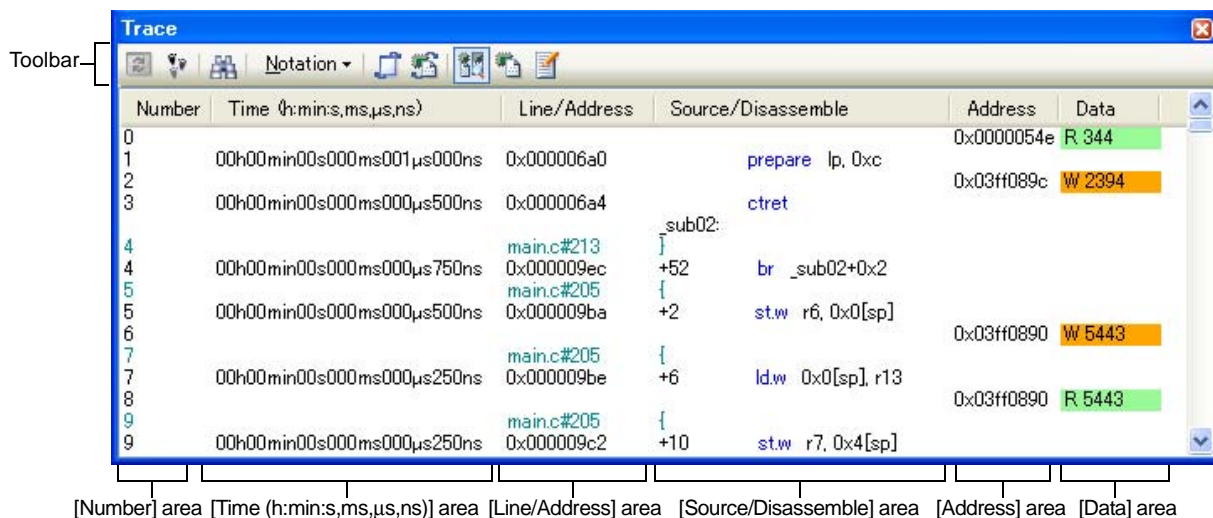 Trace
Toolbar
Notation
Number Time (h:min:s,ms,μs,ns) Line/Address Source/Disassemble Address Data
0 0x0000054e R 344
1 00h00min00s000ms001μs000ns 0x000006a0 prepare lp, 0xc
2 0x03ff089c W 2394
3 00h00min00s000ms000μs500ns 0x000006a4 ctret
_sub02:
4 main.c#213 }
4 00h00min00s000ms000μs750ns 0x000009ec +52 br _sub02+0x2
5 main.c#205 {
5 00h00min00s000ms000μs500ns 0x000009ba +2 st.w r6, 0x0[sp]
6 0x03ff0890 W 5443
7 main.c#205 {
7 00h00min00s000ms000μs250ns 0x000009be +6 ld.w 0x0[sp], r13
8 0x03ff0890 R 5443
9 main.c#205 {
9 00h00min00s000ms000μs250ns 0x000009c2 +10 st.w r7, 0x4[sp]
[Number] area [Time (h:min:s,ms,μs,ns)] area [Line/Address] area [Source/Disassemble] area [Address] area [Data] area